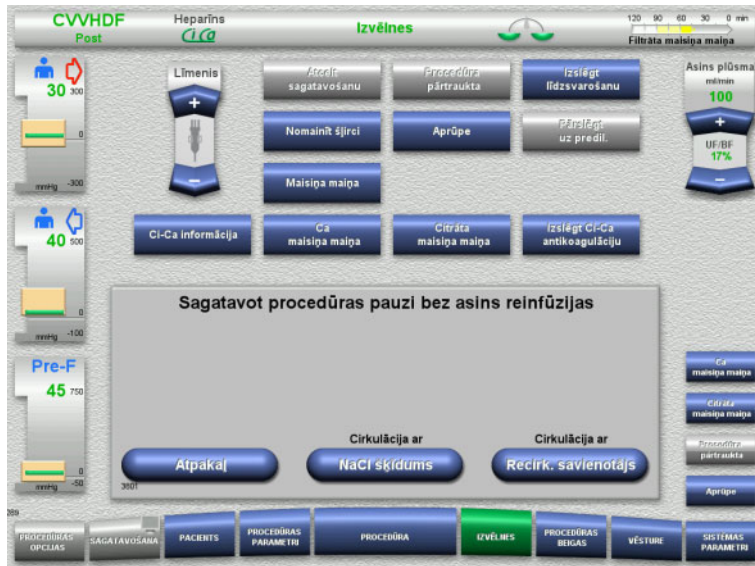 CVVHDF
Post
Heparīns
CiCa
Izvēlnes
120 90 60 30 0 min
Filtrāta maisiņa maiņa
30 300
0
mmHg -300
Līmenis
+
−
Atcelt
sagatavošanu
Procedūra
pārtraukta
Izslēgt
līdzsvarošanu
Asins plūsma
ml/min
100
+
UF/BF
17%
−
Nomainīt šļirci
Aprūpe
Pārslēgt
uz predil.
Maisiņa maiņa
40 500
0
mmHg -100
Ci-Ca informācija
Ca
maisiņa maiņa
Citrāta
maisiņa maiņa
Izslēgt Ci-Ca
antikoagulāciju
Sagatavot procedūras pauzi bez asins reinfūzijas
Pre-F
45 750
0
mmHg -50
Atpakaļ
Cirkulācija ar
NaCl šķīdums
Cirkulācija ar
Recirk. savienotājs
3601
Ca
maisiņa maiņa
Citrāta
maisiņa maiņa
Procedūra
pārtraukta
Aprūpe
089
PROCEDŪRAS
OPCIJAS
SAGATAVOŠANA
PACIENTS
PROCEDŪRAS
PARAMETRI
PROCEDŪRA
IZVĒLNES
PROCEDŪRAS
BEIGAS
VĒSTURE
SISTĒMAS
PARAMETRI